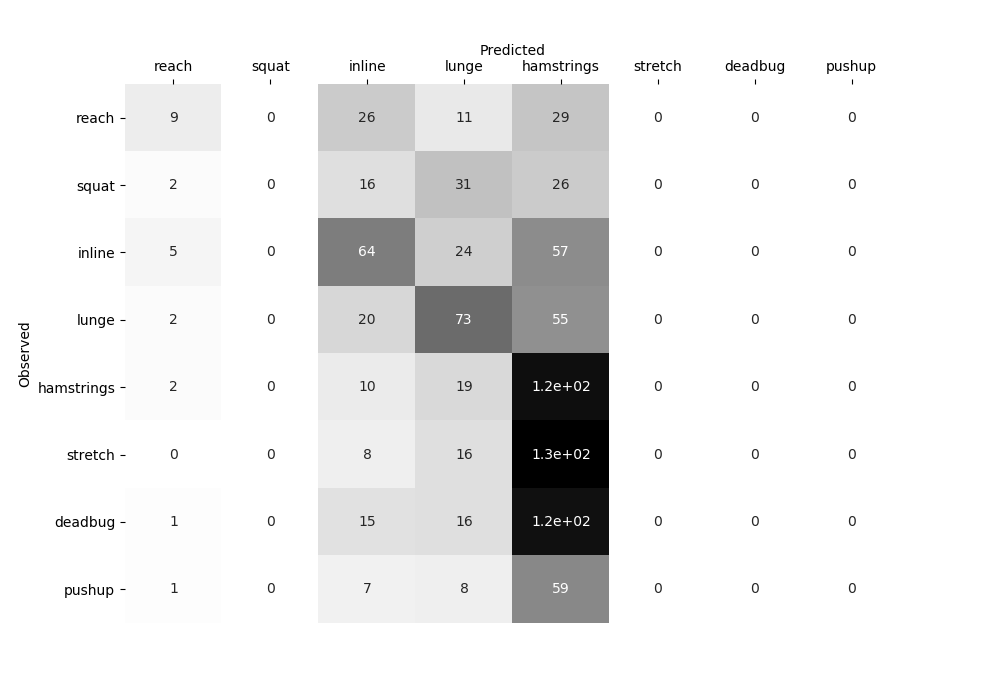 Predicted
reach squat inline lunge hamstrings stretch deadbug pushup
Observed
reach 9 0 26 11 29 0 0 0
squat 2 0 16 31 26 0 0 0
inline 5 0 64 24 57 0 0 0
lunge 2 0 20 73 55 0 0 0
hamstrings 2 0 10 19 1.2e+02 0 0 0
stretch 0 0 8 16 1.3e+02 0 0 0
deadbug 1 0 15 16 1.2e+02 0 0 0
pushup 1 0 7 8 59 0 0 0